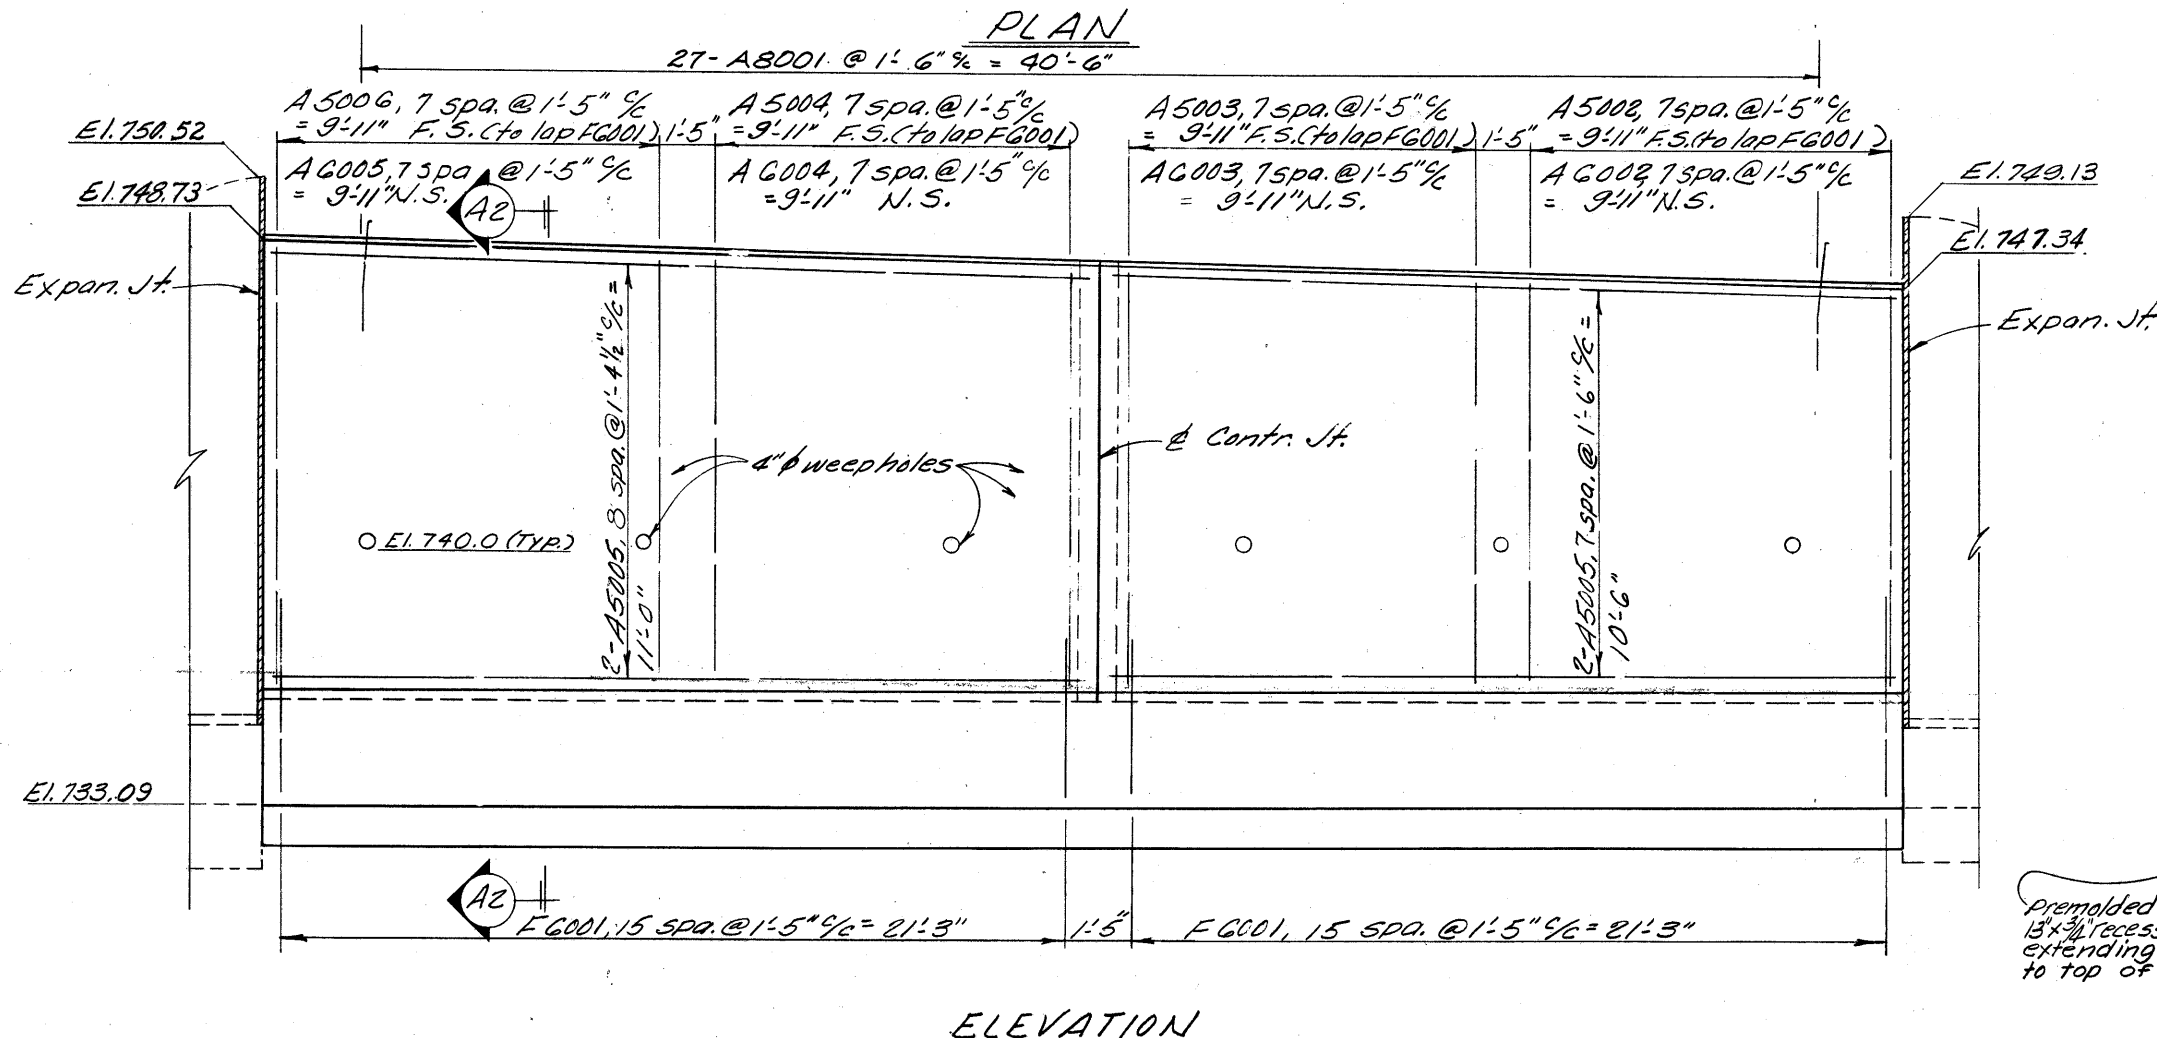 PLAN
27- A8001 @ 1'-6" c/c = 40'-6"
A5006, 7 spa. @ 1'-5" c/c
= 9'-11" F.S. (to lap F6001)
1'-5"
A5004, 7 spa. @ 1'-5" c/c
= 9'-11" F.S. (to lap F6001)
A5003, 7 spa. @ 1'-5" c/c
= 9'-11" F.S. (to lap F6001)
1'-5"
A5002, 7 spa. @ 1'-5" c/c
= 9'-11" F.S. (to lap F6001)
A6005, 7 spa @ 1'-5" c/c
= 9'-11" N.S.
A6004, 7 spa. @ 1'-5" c/c
= 9'-11" N.S.
A6003, 7 spa. @ 1'-5" c/c
= 9'-11" N.S.
A6002, 7 spa. @ 1'-5" c/c
= 9'-11" N.S.
El. 750.52
El. 748.73
A2
El. 749.13
El. 747.34
Expan. Jt.
Expan. Jt.
2-A5005, 8 spa. @ 1'-4½" c/c =
11'-0"
2-A5005, 7 spa. @ 1'-6" c/c =
10'-6"
℄ Contr. Jt.
4"φ weepholes
El. 740.0 (Typ.)
El. 733.09
A2
F6001, 15 spa. @ 1'-5" c/c = 21'-3"
1'-5"
F6001, 15 spa. @ 1'-5" c/c = 21'-3"
Premolded
13"x3/4" recess
extending
to top of
ELEVATION